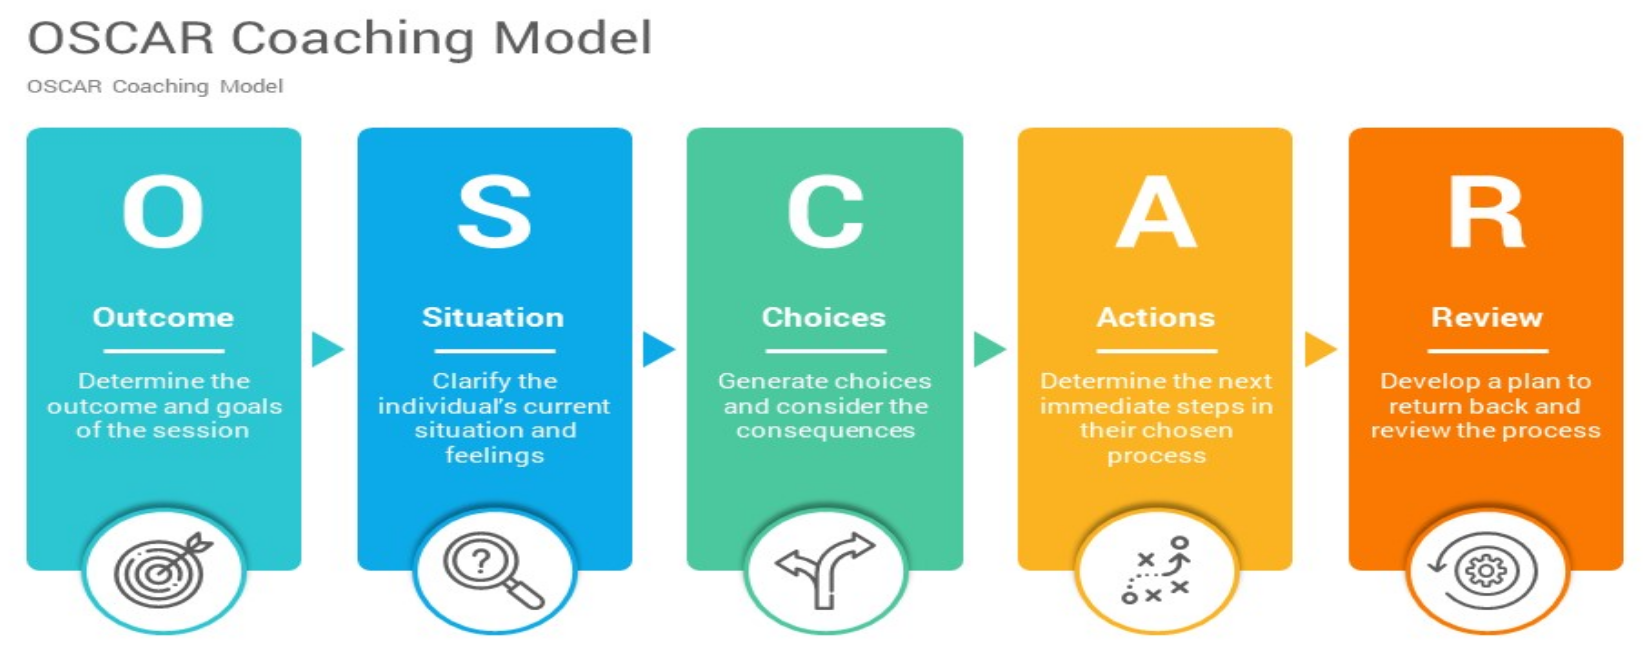 OSCAR Coaching Model
OSCAR Coaching Model
O
Outcome
Determine the
outcome and goals
of the session
S
Situation
Clarify the
individual's current
situation and
feelings
?
C
Choices
Generate choices
and consider the
consequences
A
Actions
Determine the next
immediate steps in
their chosen
process
R
Review
Develop a plan to
return back and
review the process